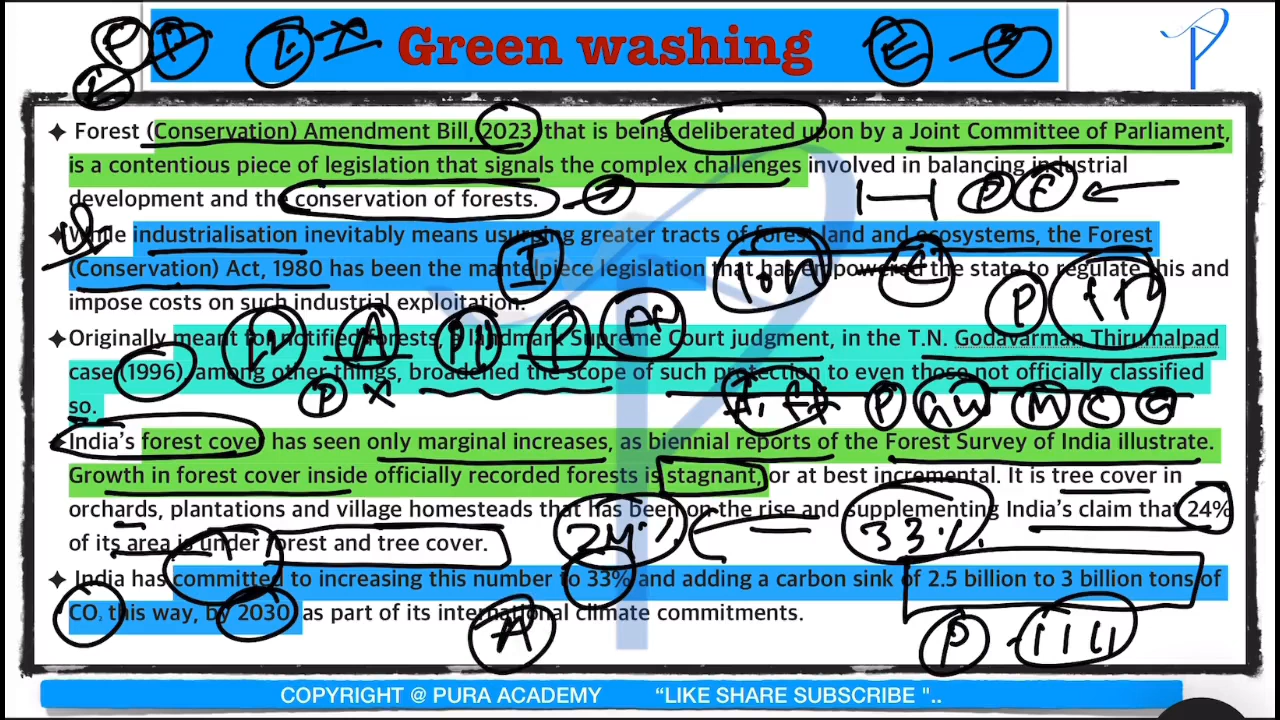 Green washing
Forest (Conservation) Amendment Bill, 2023, that is being deliberated upon by a Joint Committee of Parliament,
is a contentious piece of legislation that signals the complex challenges involved in balancing industrial
development and the conservation of forests.
While industrialisation inevitably means usurping greater tracts of forest land and ecosystems, the Forest
(Conservation) Act, 1980 has been the mantelpiece legislation that has empowered the state to regulate this and
impose costs on such industrial exploitation.
Originally meant for notified forests, a landmark Supreme Court judgment, in the T.N. Godavarman Thirumalpad
case (1996), among other things, broadened the scope of such protection to even those not officially classified
so.
India's forest cover has seen only marginal increases, as biennial reports of the Forest Survey of India illustrate.
Growth in forest cover inside officially recorded forests is stagnant, or at best incremental. It is tree cover in
orchards, plantations and village homesteads that has been on the rise and supplementing India's claim that 24%
24% 33%
of its area is under forest and tree cover.
India has committed to increasing this number to 33% and adding a carbon sink of 2.5 billion to 3 billion tons of
CO₂ this way, by 2030 as part of its international climate commitments.
COPYRIGHT @ PURA ACADEMY "LIKE SHARE SUBSCRIBE "..